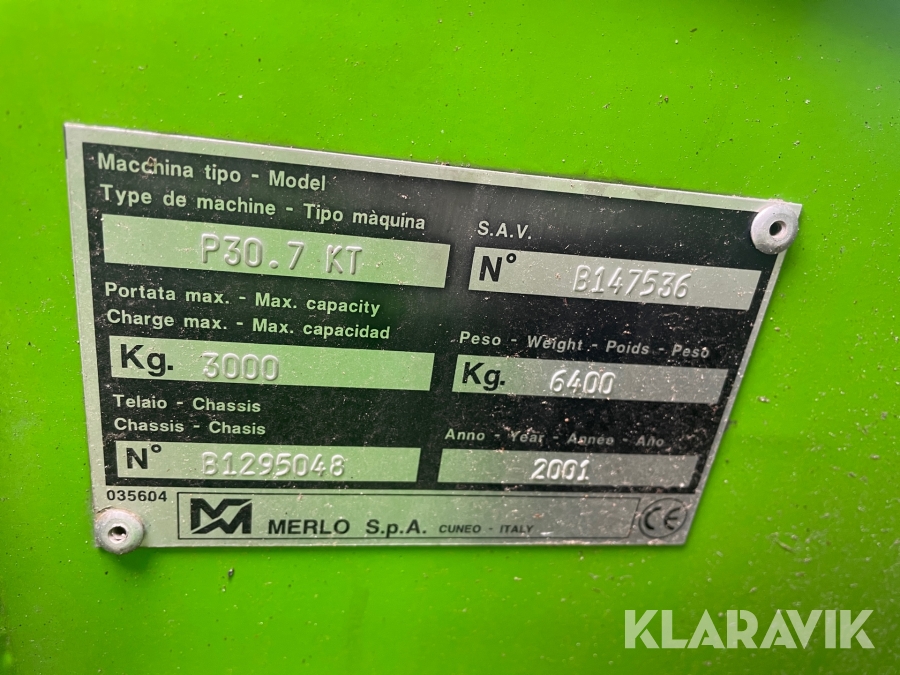 Macchina tipo - Model
Type de machine - Tipo màquina
P30.7 KT
S.A.V.
N° B147536
Portata max. - Max. capacity
Charge max. - Max. capacidad
Kg. 3000
Peso - Weight - Poids - Peso
Kg. 6400
Telaio - Chassis
Chassis - Chasis
N° B1295048
Anno - Year - Année - Año
2001
035604
MERLO S.p.A. CUNEO - ITALY
CE
KLARAVIK